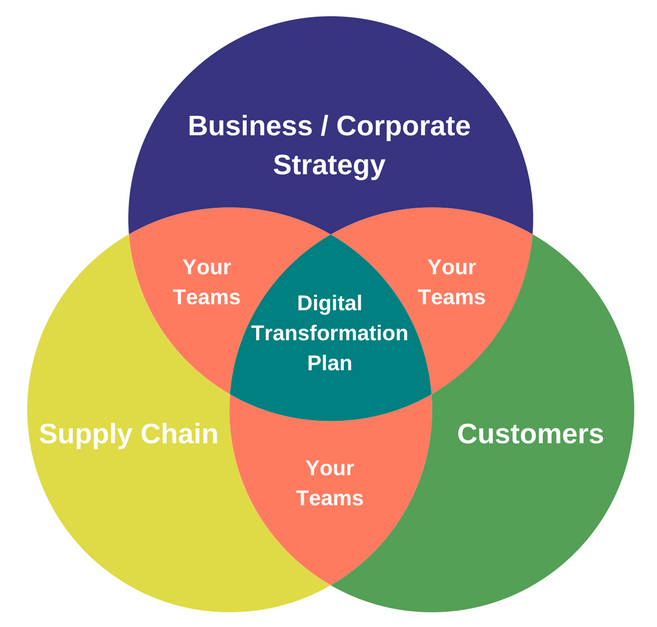 Business / Corporate
Strategy
Your
Teams
Your
Teams
Digital
Transformation
Plan
Supply Chain
Customers
Your
Teams